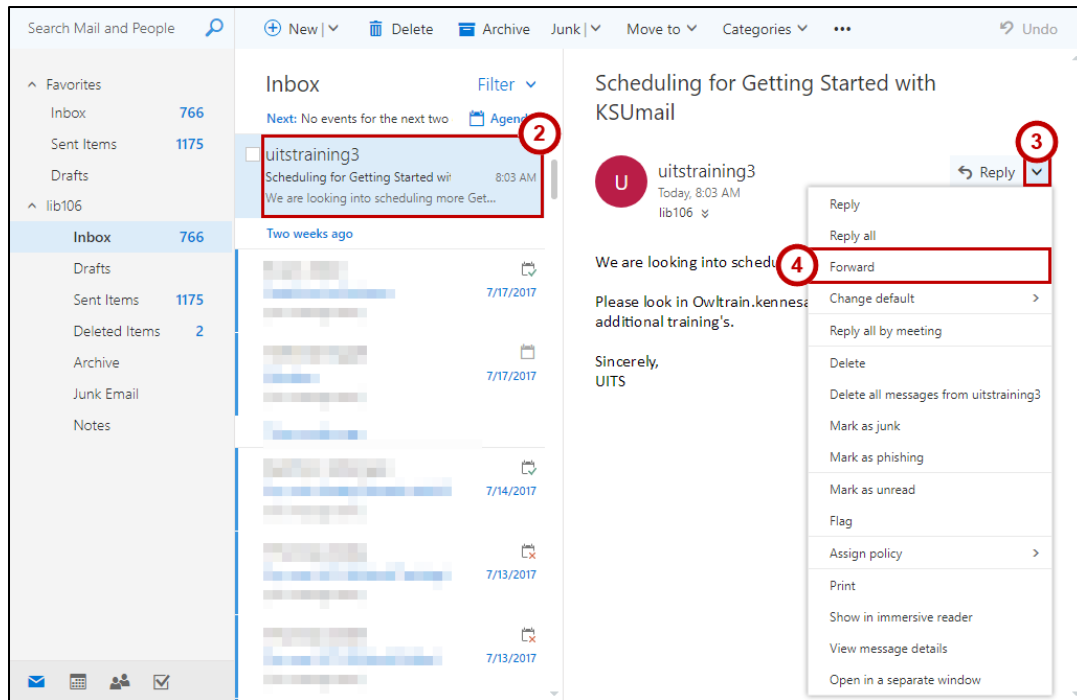 Search Mail and People
New
Delete
Archive
Junk
Move to
Categories
•••
Undo
Favorites
Inbox 766
Sent Items 1175
Drafts
lib106
Inbox 766
Drafts
Sent Items 1175
Deleted Items 2
Archive
Junk Email
Notes
Inbox
Filter
Next: No events for the next two
2
uitstraining3
Scheduling for Getting Started wit 8:03 AM
We are looking into scheduling more Get...
Two weeks ago
7/17/2017
7/17/2017
7/14/2017
7/13/2017
7/13/2017
Scheduling for Getting Started with
KSUmail
3
U
uitstraining3
Today, 8:03 AM
lib106
Reply
We are looking into
Please look in
additional training's.
Sincerely,
UITS
Reply
Reply all
4
Forward
Change default
Reply all by meeting
Delete
Delete all messages from uitstraining3
Mark as junk
Mark as phishing
Mark as unread
Flag
Assign policy
Print
Show in immersive reader
View message details
Open in a separate window